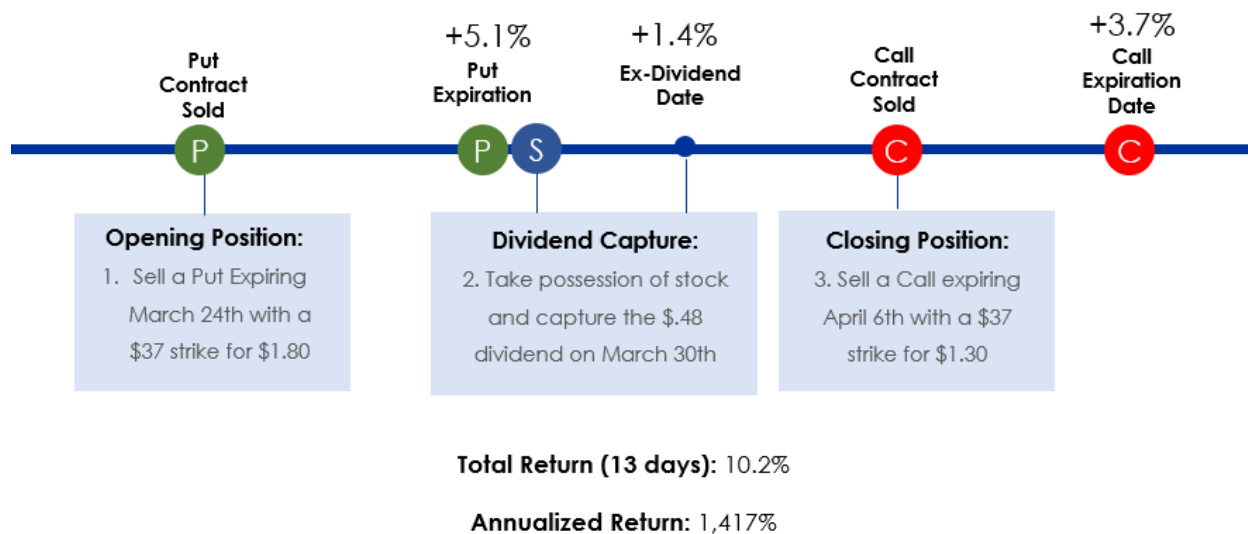 Put
Contract
Sold
+5.1%
Put
Expiration
+1.4%
Ex-Dividend
Date
Call
Contract
Sold
+3.7%
Call
Expiration
Date
P
P
S
C
C
Opening Position:
1. Sell a Put Expiring
March 24th with a
$37 strike for $1.80
Dividend Capture:
2. Take possession of stock
and capture the $.48
dividend on March 30th
Closing Position:
3. Sell a Call expiring
April 6th with a $37
strike for $1.30
Total Return (13 days): 10.2%
Annualized Return: 1,417%